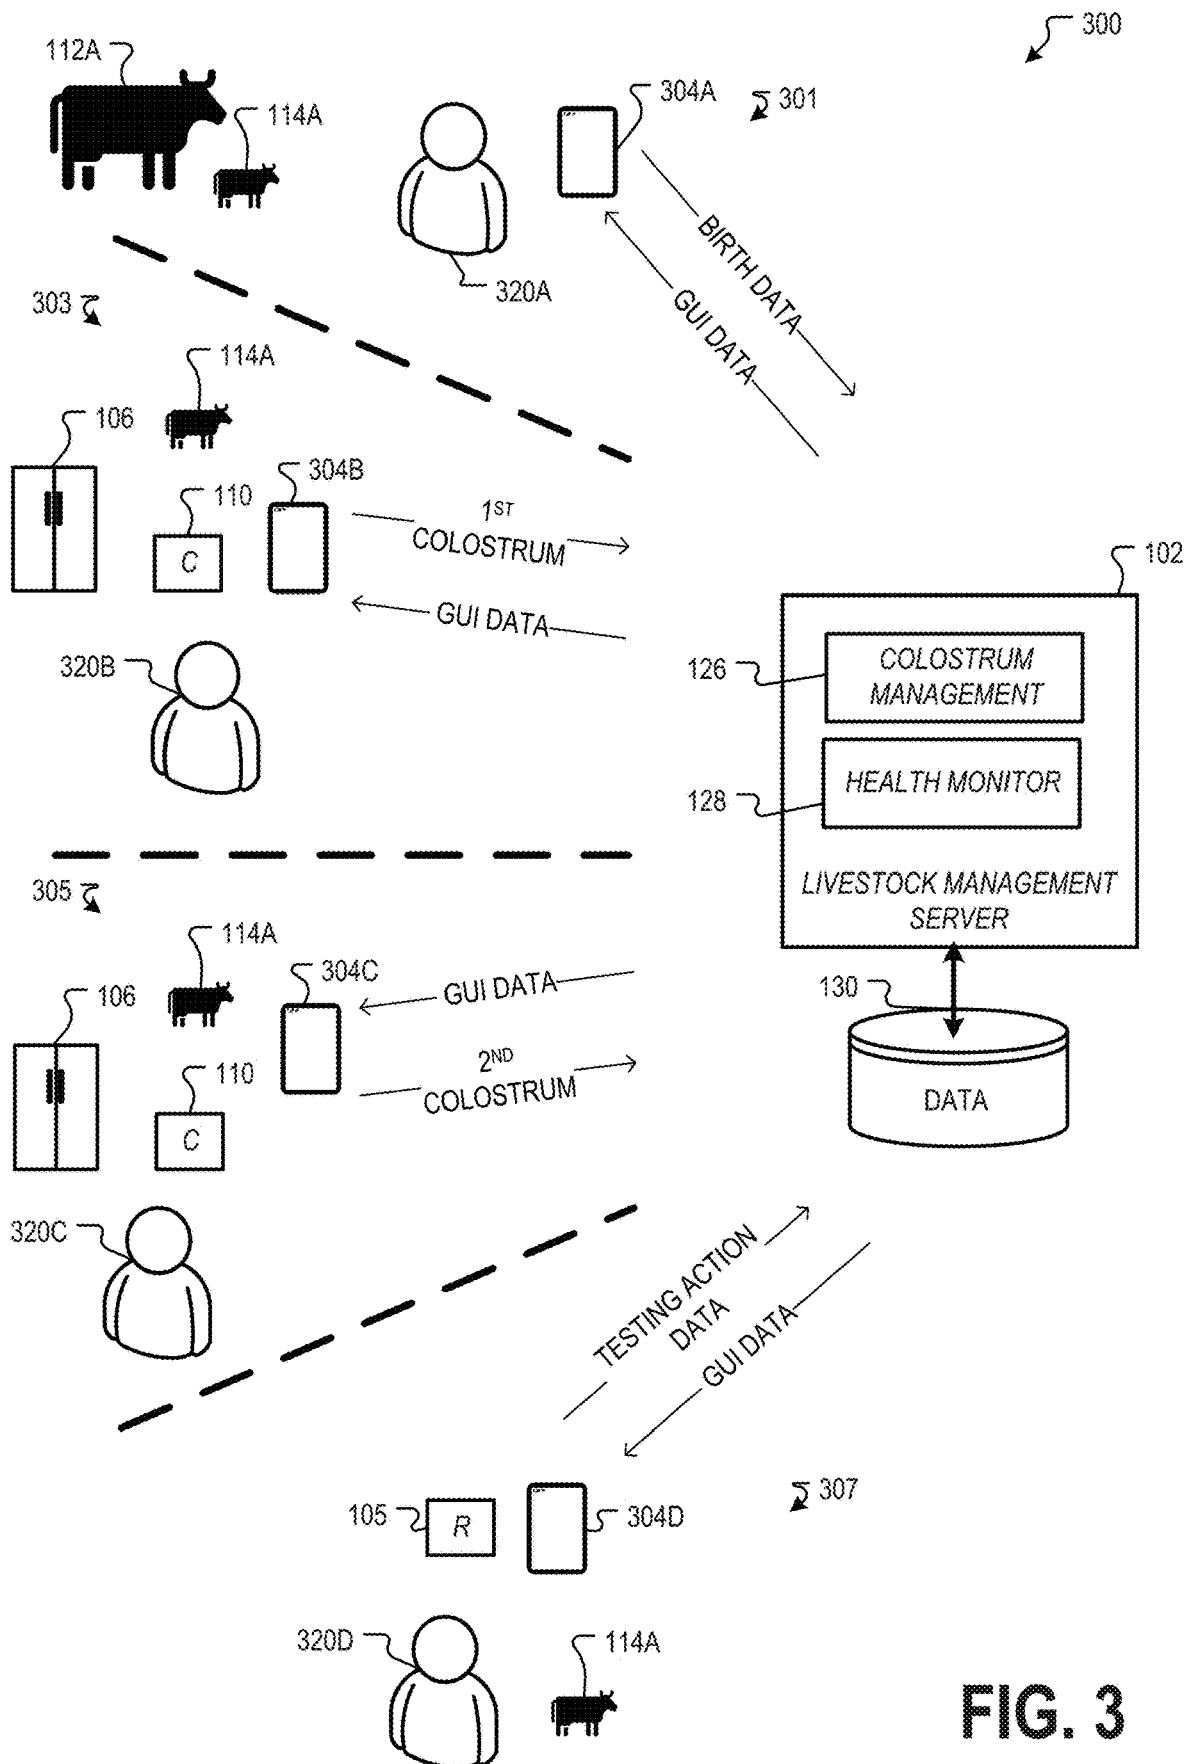 300
112A
114A
304A
301
320A
BIRTH DATA
GUI DATA
303
114A
106
110
304B
C
1ST
COLOSTRUM
GUI DATA
320B
102
126
COLOSTRUM
MANAGEMENT
128
HEALTH MONITOR
LIVESTOCK MANAGEMENT
SERVER
130
DATA
305
114A
106
304C
110
C
GUI DATA
2ND
COLOSTRUM
320C
TESTING ACTION
DATA
GUI DATA
307
105
R
304D
320D
114A
FIG. 3